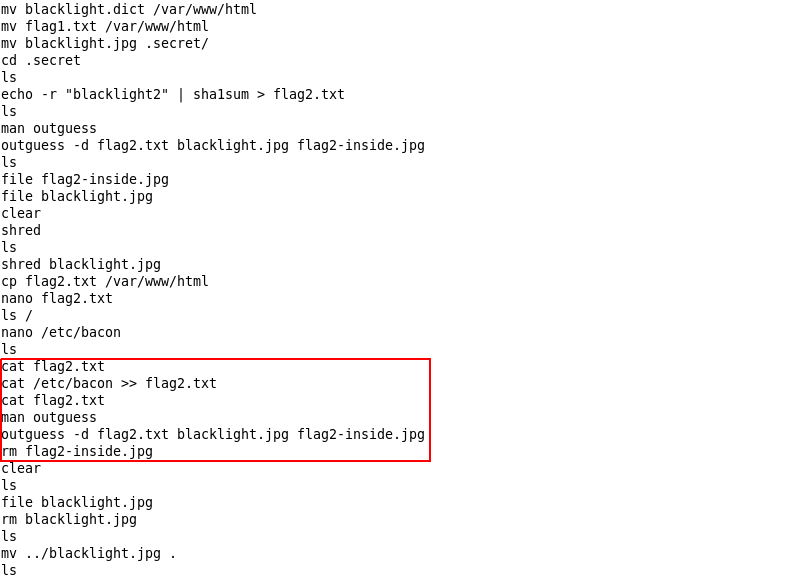 mv blacklight.dict /var/www/html
mv flag1.txt /var/www/html
mv blacklight.jpg .secret/
cd .secret
ls
echo -r "blacklight2" | sha1sum > flag2.txt
ls
man outguess
outguess -d flag2.txt blacklight.jpg flag2-inside.jpg
ls
file flag2-inside.jpg
file blacklight.jpg
clear
shred
ls
shred blacklight.jpg
cp flag2.txt /var/www/html
nano flag2.txt
ls /
nano /etc/bacon
ls
cat flag2.txt
cat /etc/bacon >> flag2.txt
cat flag2.txt
man outguess
outguess -d flag2.txt blacklight.jpg flag2-inside.jpg
rm flag2-inside.jpg
clear
ls
file blacklight.jpg
rm blacklight.jpg
ls
mv ../blacklight.jpg .
ls